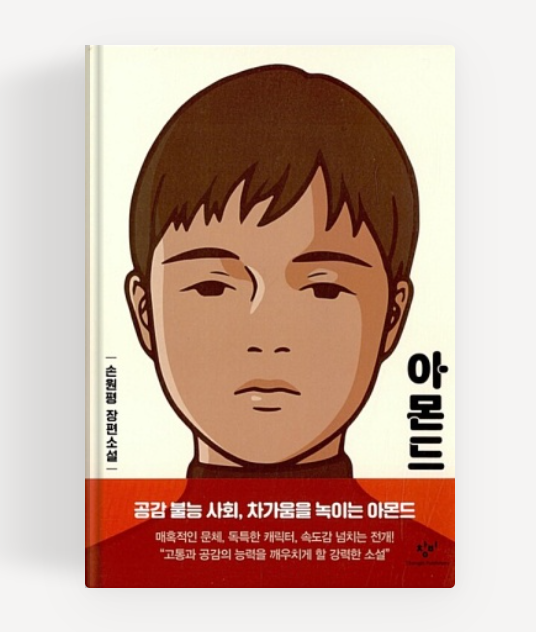 손원평 장편소설
아몬드
공감 불능 사회, 차가움을 녹이는 아몬드
매혹적인 문체, 독특한 캐릭터, 속도감 넘치는 전개!
“고통과 공감의 능력을 깨우치게 할 강력한 소설”
창비